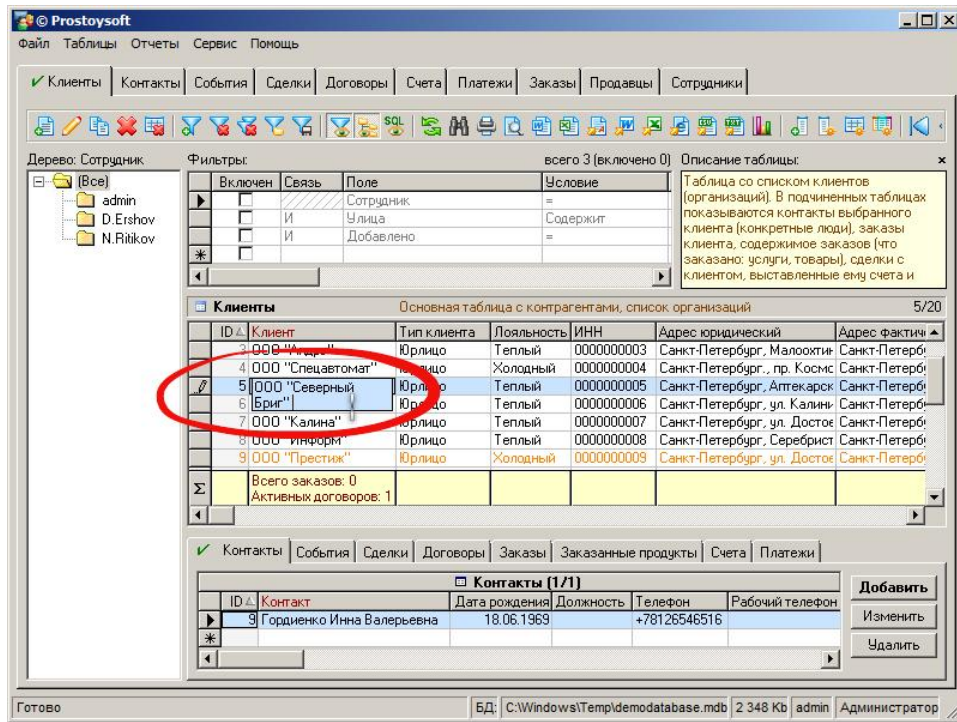 © Prostoysoft
Файл Таблицы Отчеты Сервис Помощь
Клиенты Контакты События Сделки Договоры Счета Платежи Заказы Продавцы Сотрудники
SQL
Дерево: Сотрудник
(Все)
admin
D.Ershov
N.Ritikov
Фильтры: всего 3 (включено 0)
Включен Связь Поле Условие
Сотрудник =
И Улица Содержит
И Добавлено =
Описание таблицы:
Таблица со списком клиентов
(организаций). В подчиненных таблицах
показываются контакты выбранного
клиента (конкретные люди), заказы
клиента, содержимое заказов (что
заказано: услуги, товары), сделки с
клиентом, выставленные ему счета и
Клиенты Основная таблица с контрагентами, список организаций 5/20
ID Клиент Тип клиента Лояльность ИНН Адрес юридический Адрес фактич
3 ООО Юрлицо Теплый 0000000003 Санкт-Петербург, Малоохтин Санкт-Петербу
4 ООО "Спецавтомат" Юрлицо Холодный 0000000004 Санкт-Петербург,, пр. Космс Санкт-Петербу
5 ООO "Северный Бриг" Юрлицо Теплый 0000000005 Санкт-Петербург, Аптекарск Санкт-Петербу
6 Юрлицо Теплый 0000000006 Санкт-Петербург, ул. Калини Санкт-Петербу
7 ООО "Калина" Юрлицо Теплый 0000000007 Санкт-Петербург, ул. Достое Санкт-Петербу
8 ООО "Информ" Юрлицо Теплый 0000000008 Санкт-Петербург, Серебрист Санкт-Петербу
9 ООО "Престиж" Юрлицо Холодный 0000000009 Санкт-Петербург, ул. Достое Санкт-Петербу
Σ Всего заказов: 0
Активных договоров: 1
Контакты События Сделки Договоры Заказы Заказанные продукты Счета Платежи
Контакты (1/1)
ID Контакт Дата рождения Должность Телефон Рабочий телефон
9 Гордиенко Инна Валерьевна 18.06.1969 +78126546516
Добавить
Изменить
Удалить
Готово БД: C:\Windows\Temp\demodatabase.mdb 2 348 Kb admin Администратор